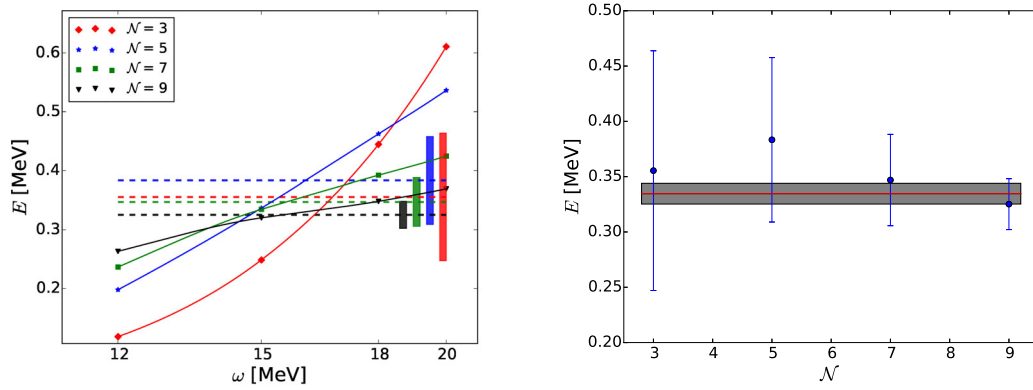 𝒩 = 3
𝒩 = 5
𝒩 = 7
𝒩 = 9
0.6
0.5
0.4
0.3
0.2
E [MeV]
12
15
18
20
ω [MeV]
0.50
0.45
0.40
0.35
0.30
0.25
0.20
E [MeV]
3
4
5
6
7
8
9
𝒩